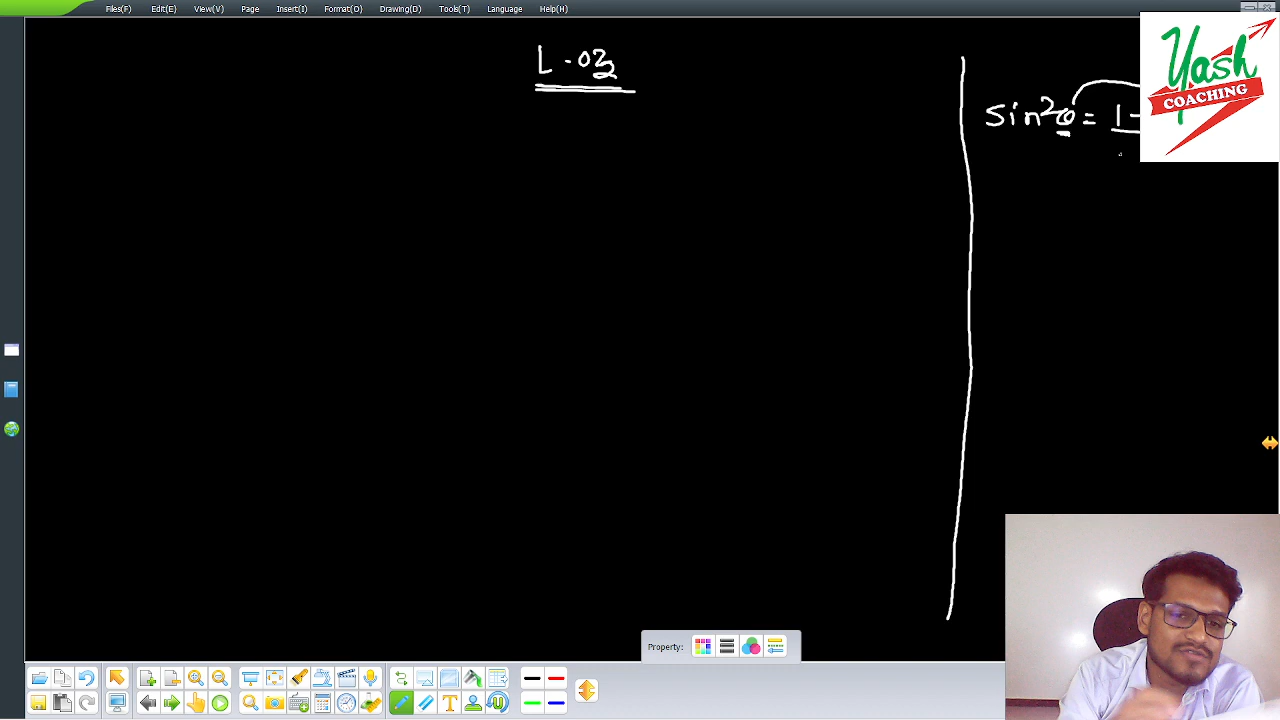 Files(F) Edit(E) View(V) Page Insert(I) Format(O) Drawing(D) Tools(T) Language Help(H)
L-03
sin²θ = 1-
Yash
COACHING
Property: